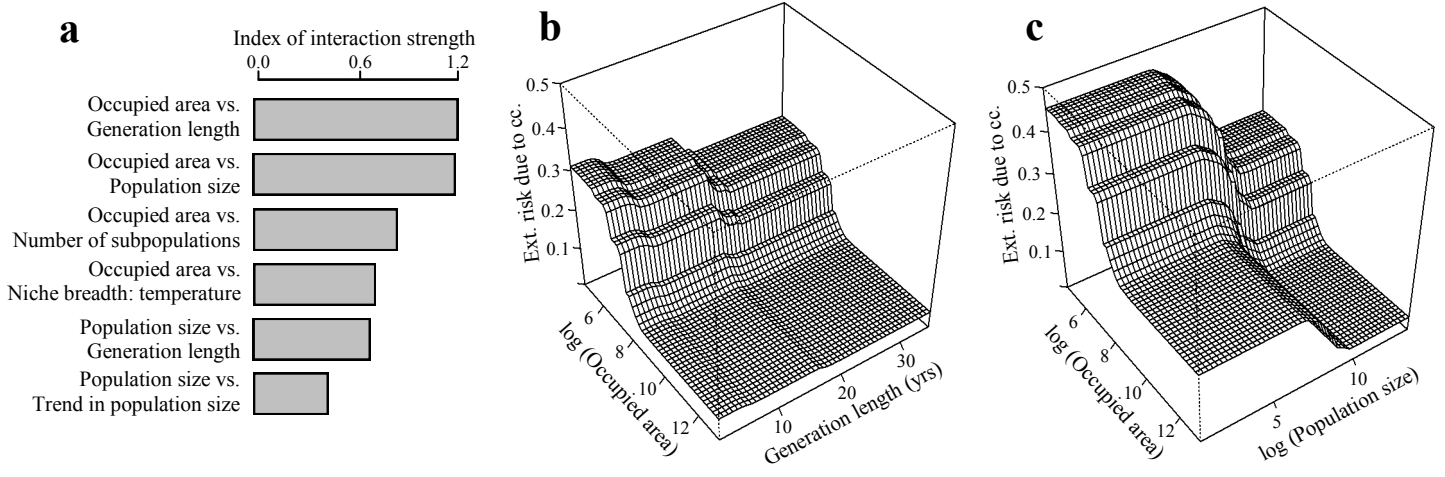 a
Index of interaction strength
0.0 0.6 1.2
Occupied area vs.
Generation length
Occupied area vs.
Population size
Occupied area vs.
Number of subpopulations
Occupied area vs.
Niche breadth: temperature
Population size vs.
Generation length
Population size vs.
Trend in population size
b
Ext. risk due to cc.
0.5
0.4
0.3
0.2
0.1
log (Occupied area)
6
8
10
12
Generation length (yrs)
10
20
30
c
Ext. risk due to cc.
0.5
0.4
0.3
0.2
0.1
log (Occupied area)
6
8
10
12
log (Population size)
5
10